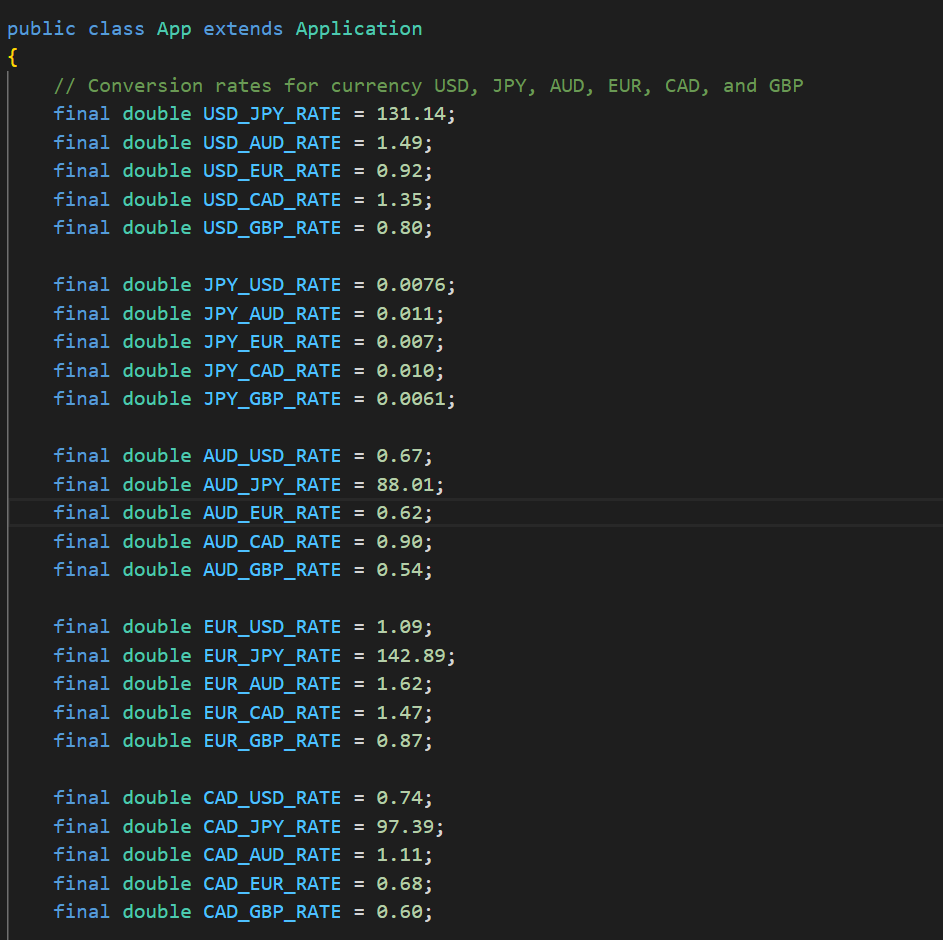 public class App extends Application
{
// Conversion rates for currency USD, JPY, AUD, EUR, CAD, and GBP
final double USD_JPY_RATE = 131.14;
final double USD_AUD_RATE = 1.49;
final double USD_EUR_RATE = 0.92;
final double USD_CAD_RATE = 1.35;
final double USD_GBP_RATE = 0.80;
final double JPY_USD_RATE = 0.0076;
final double JPY_AUD_RATE = 0.011;
final double JPY_EUR_RATE = 0.007;
final double JPY_CAD_RATE = 0.010;
final double JPY_GBP_RATE = 0.0061;
final double AUD_USD_RATE = 0.67;
final double AUD_JPY_RATE = 88.01;
final double AUD_EUR_RATE = 0.62;
final double AUD_CAD_RATE = 0.90;
final double AUD_GBP_RATE = 0.54;
final double EUR_USD_RATE = 1.09;
final double EUR_JPY_RATE = 142.89;
final double EUR_AUD_RATE = 1.62;
final double EUR_CAD_RATE = 1.47;
final double EUR_GBP_RATE = 0.87;
final double CAD_USD_RATE = 0.74;
final double CAD_JPY_RATE = 97.39;
final double CAD_AUD_RATE = 1.11;
final double CAD_EUR_RATE = 0.68;
final double CAD_GBP_RATE = 0.60;